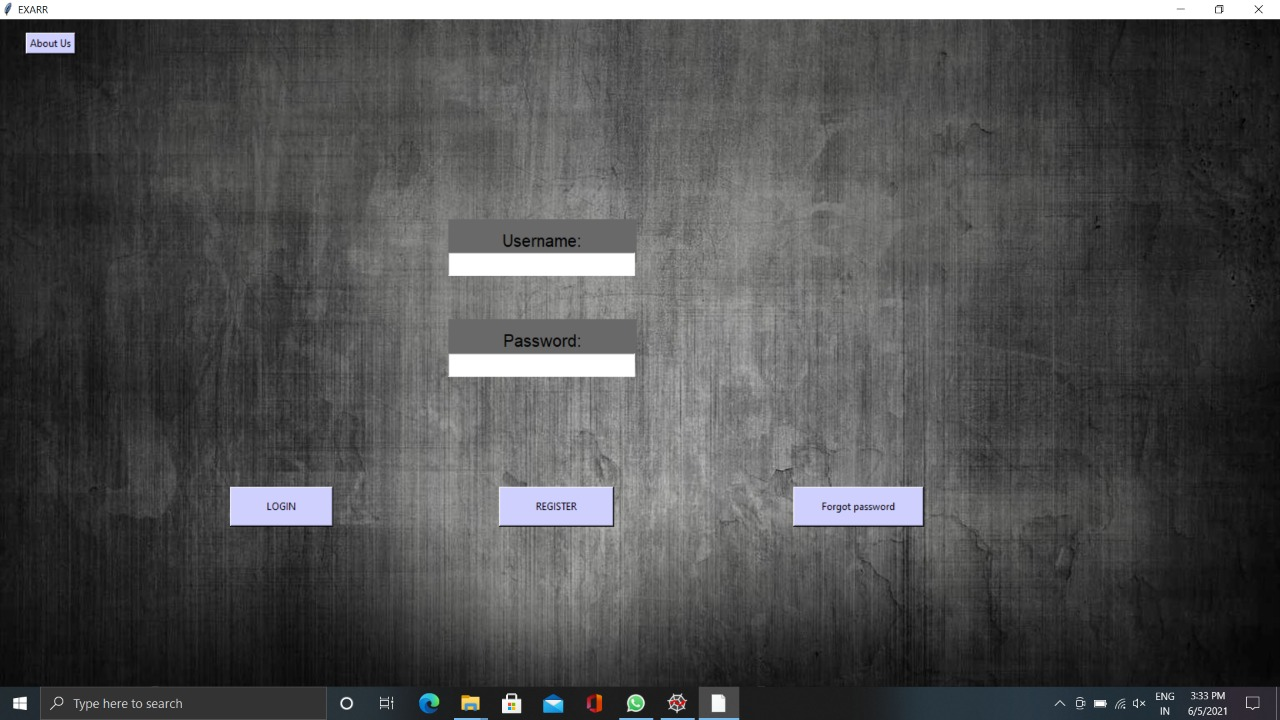 EXARR
About Us
Username:
Password:
LOGIN
REGISTER
Forgot password
Type here to search
ENG
IN
3:33 PM
6/5/2021